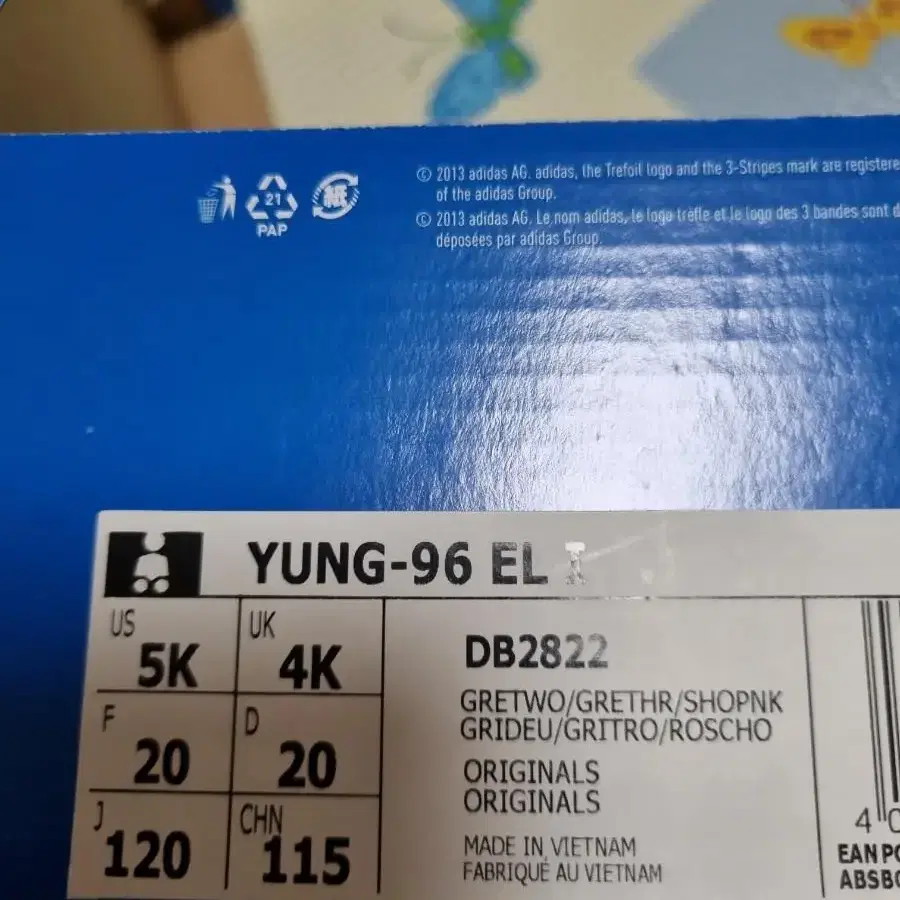 21
PAP
紙
© 2013 adidas AG. adidas, the Trefoil logo and the 3-Stripes mark are registere
of the adidas Group.
© 2013 adidas AG. Le nom adidas, le logo trèfle et le logo des 3 bandes sont d
déposées par adidas Group.
YUNG-96 EL I
US
5K
UK
4K
F
20
D
20
J
120
CHN
115
DB2822
GRETWO/GRETHR/SHOPNK
GRIDEU/GRITRO/ROSCHO
ORIGINALS
ORIGINALS
MADE IN VIETNAM
FABRIQUÉ AU VIETNAM
4
EAN